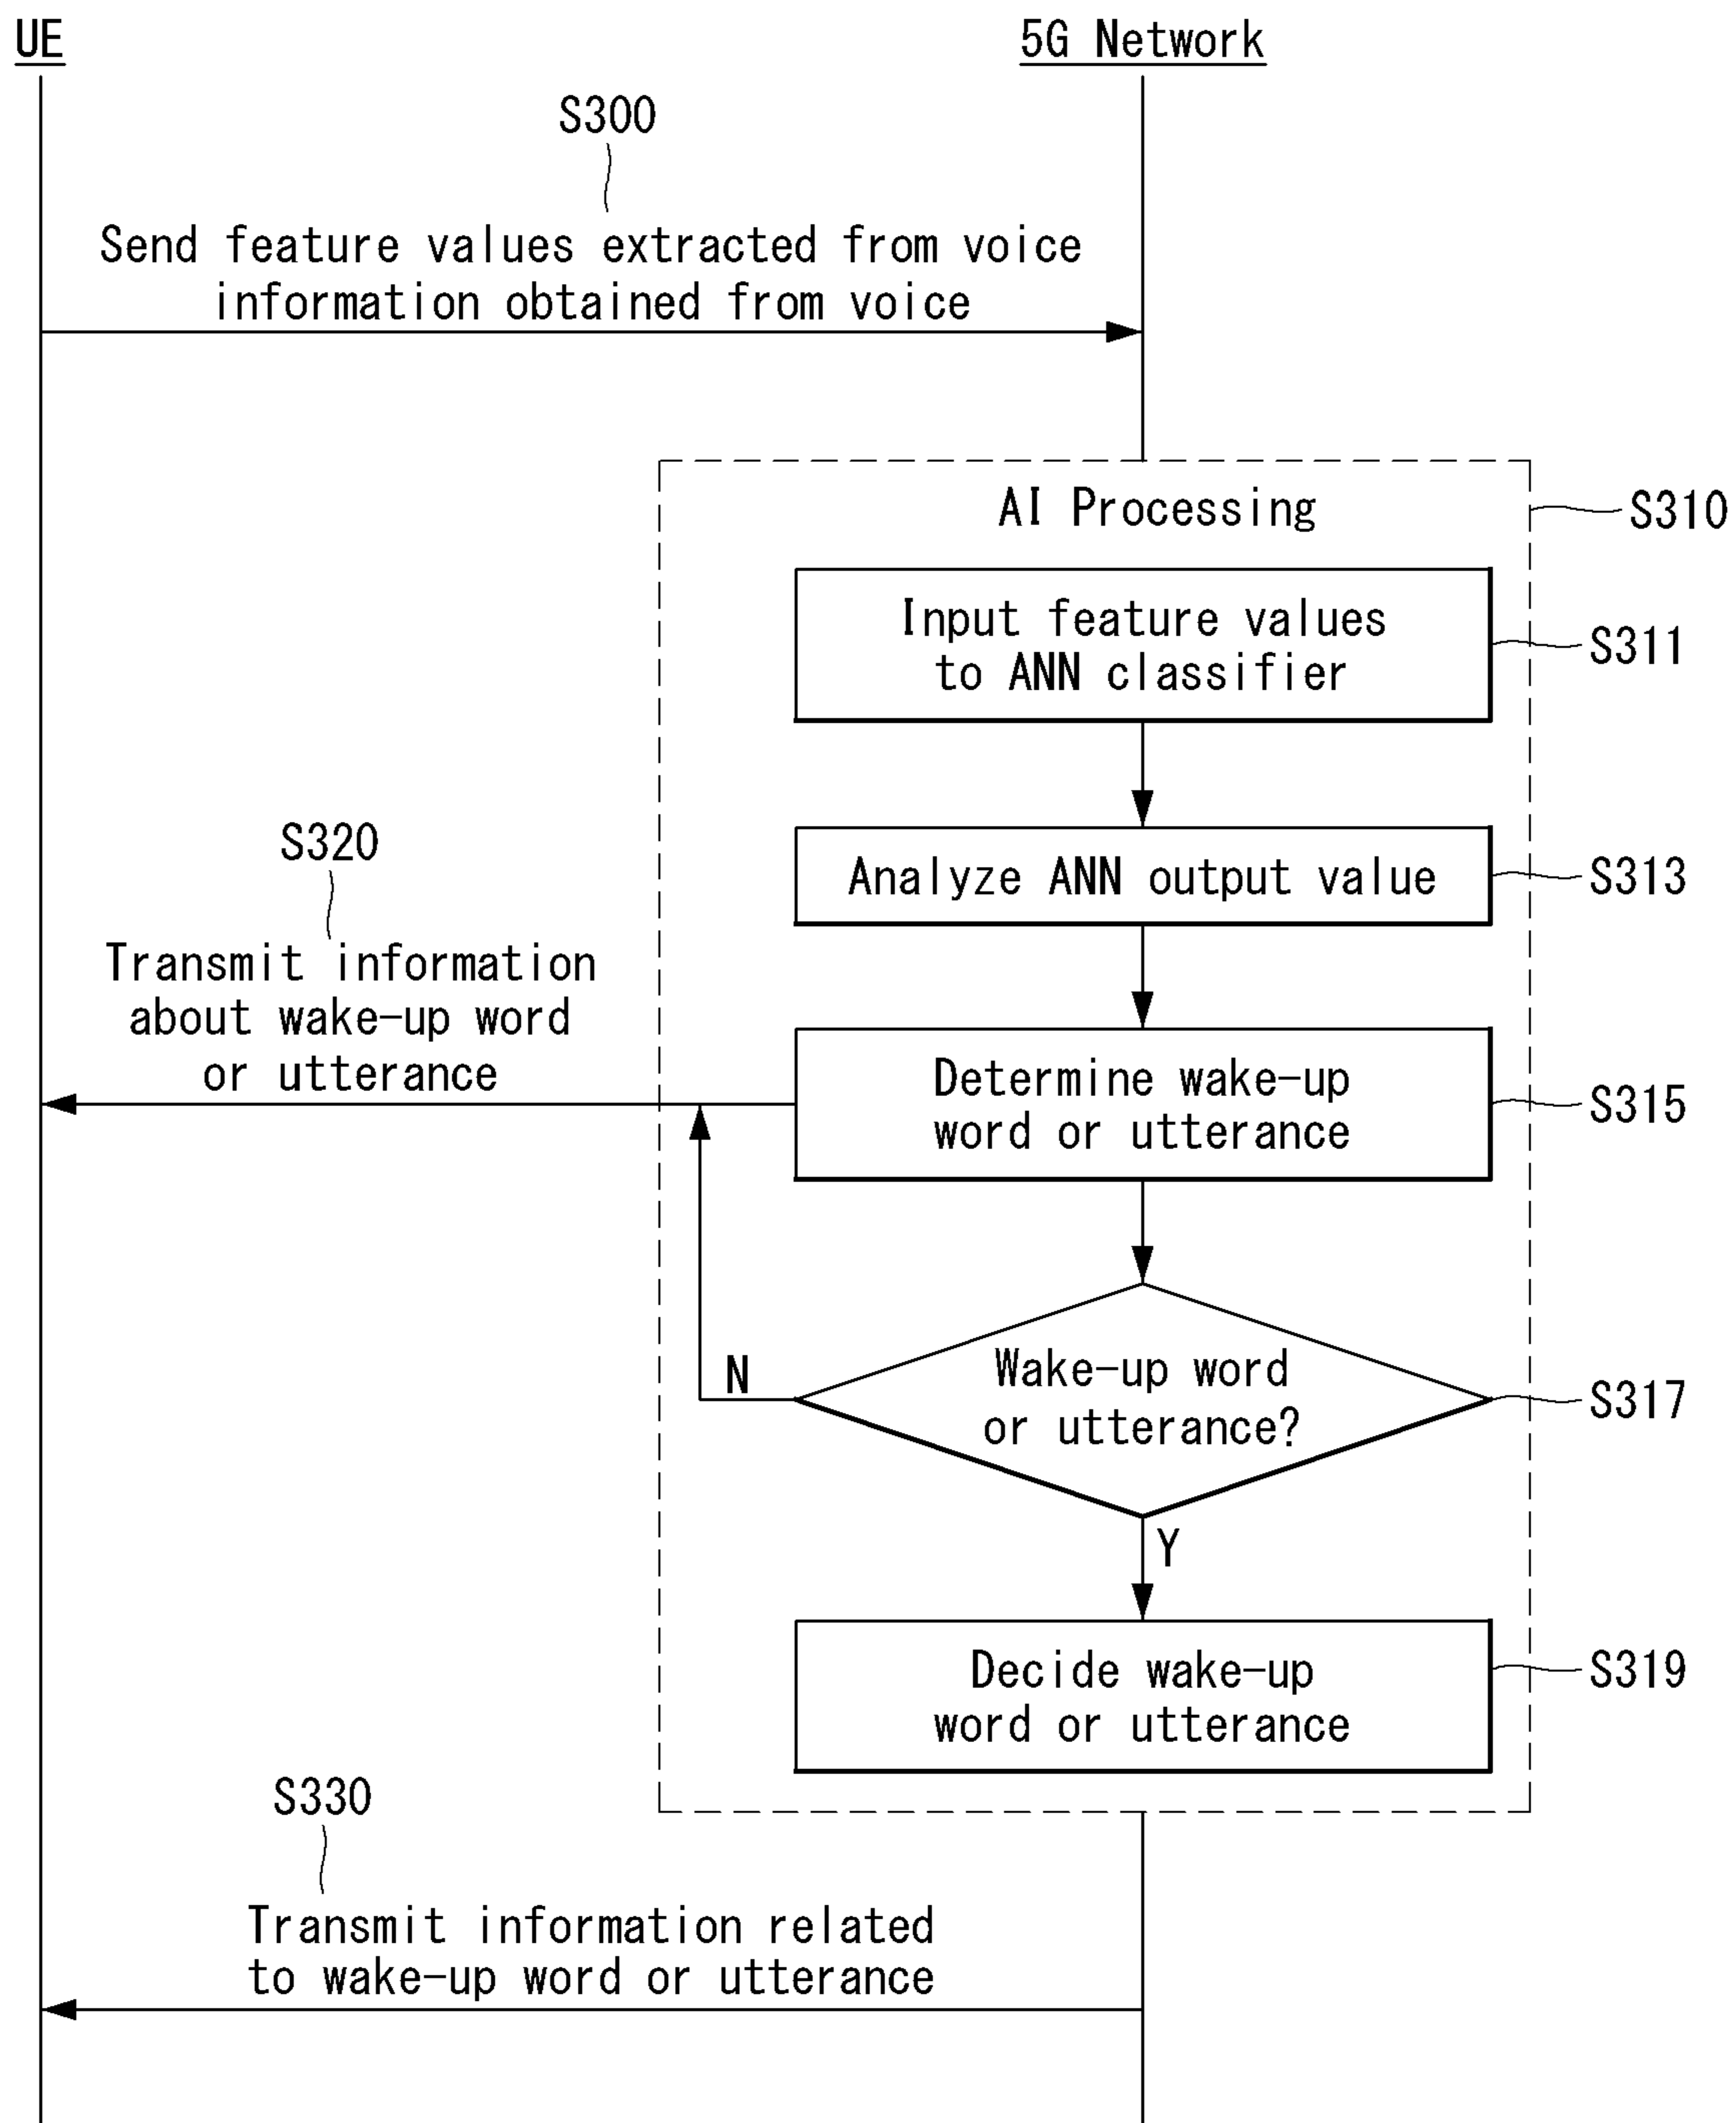 UE
5G Network
S300
Send feature values extracted from voice
information obtained from voice
AI Processing
S310
Input feature values
to ANN classifier
S311
S320
Analyze ANN output value
S313
Transmit information
about wake-up word
or utterance
Determine wake-up
word or utterance
S315
N
Wake-up word
or utterance?
S317
Y
Decide wake-up
word or utterance
S319
S330
Transmit information related
to wake-up word or utterance